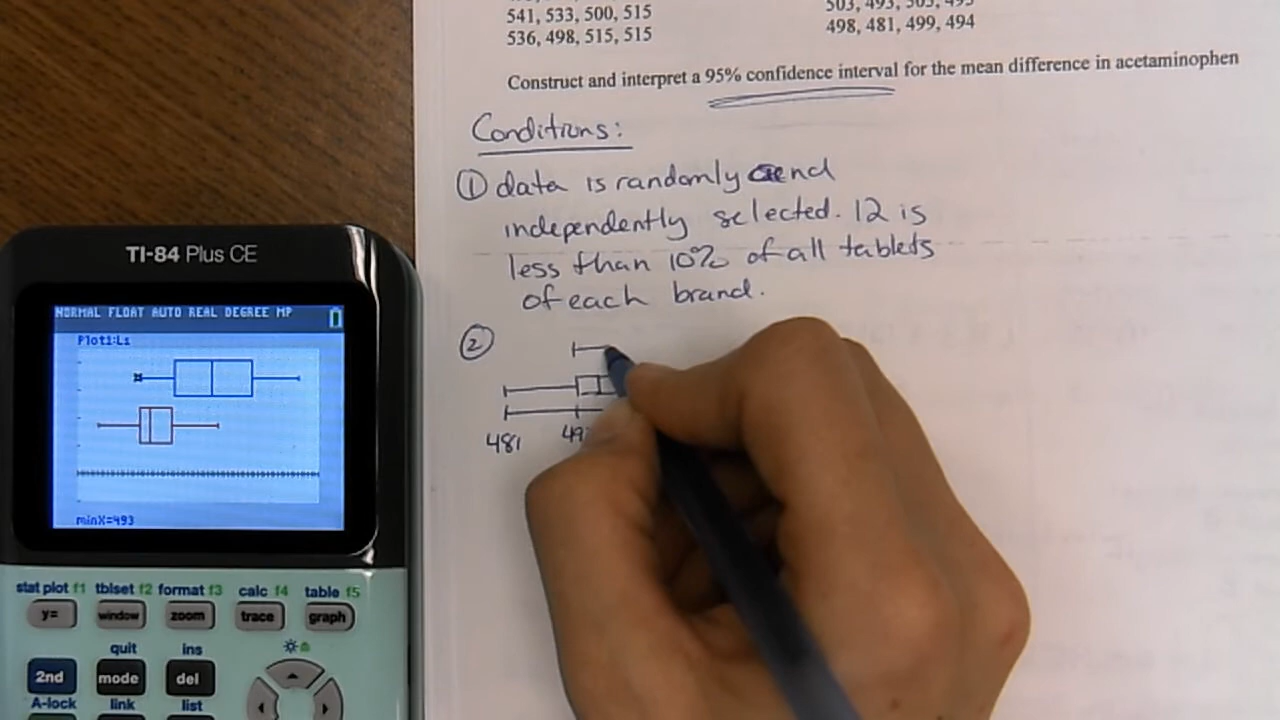 541, 533, 500, 515
536, 498, 515, 515
498, 481, 499, 494
Construct and interpret a 95% confidence interval for the mean difference in acetaminophen
Conditions:
① data is randomly and
independently selected. 12 is
less than 10% of all tablets
of each brand.
②
481
TI-84 Plus CE
NORMAL FLOAT AUTO REAL DEGREE MP
Plot1:L1
minX=493
stat plot f1 tblset f2 format f3 calc f4 table f5
y= window zoom trace graph
quit ins
2nd mode del
A-lock link list